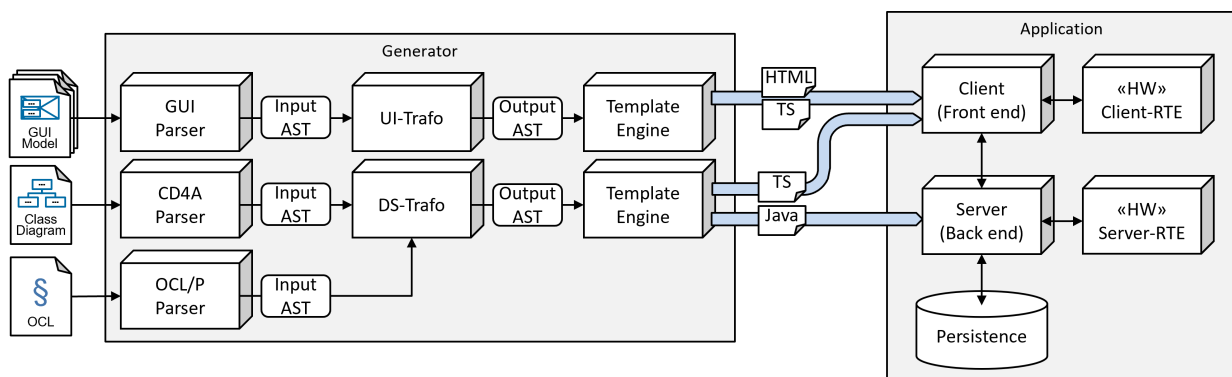 Generator
Application
GUI
Model
GUI
Parser
Input
AST
UI-Trafo
Output
AST
Template
Engine
HTML
TS
Client
(Front end)
«HW»
Client-RTE
Class
Diagram
CD4A
Parser
Input
AST
DS-Trafo
Output
AST
Template
Engine
TS
Java
Server
(Back end)
«HW»
Server-RTE
§
OCL
OCL/P
Parser
Input
AST
Persistence